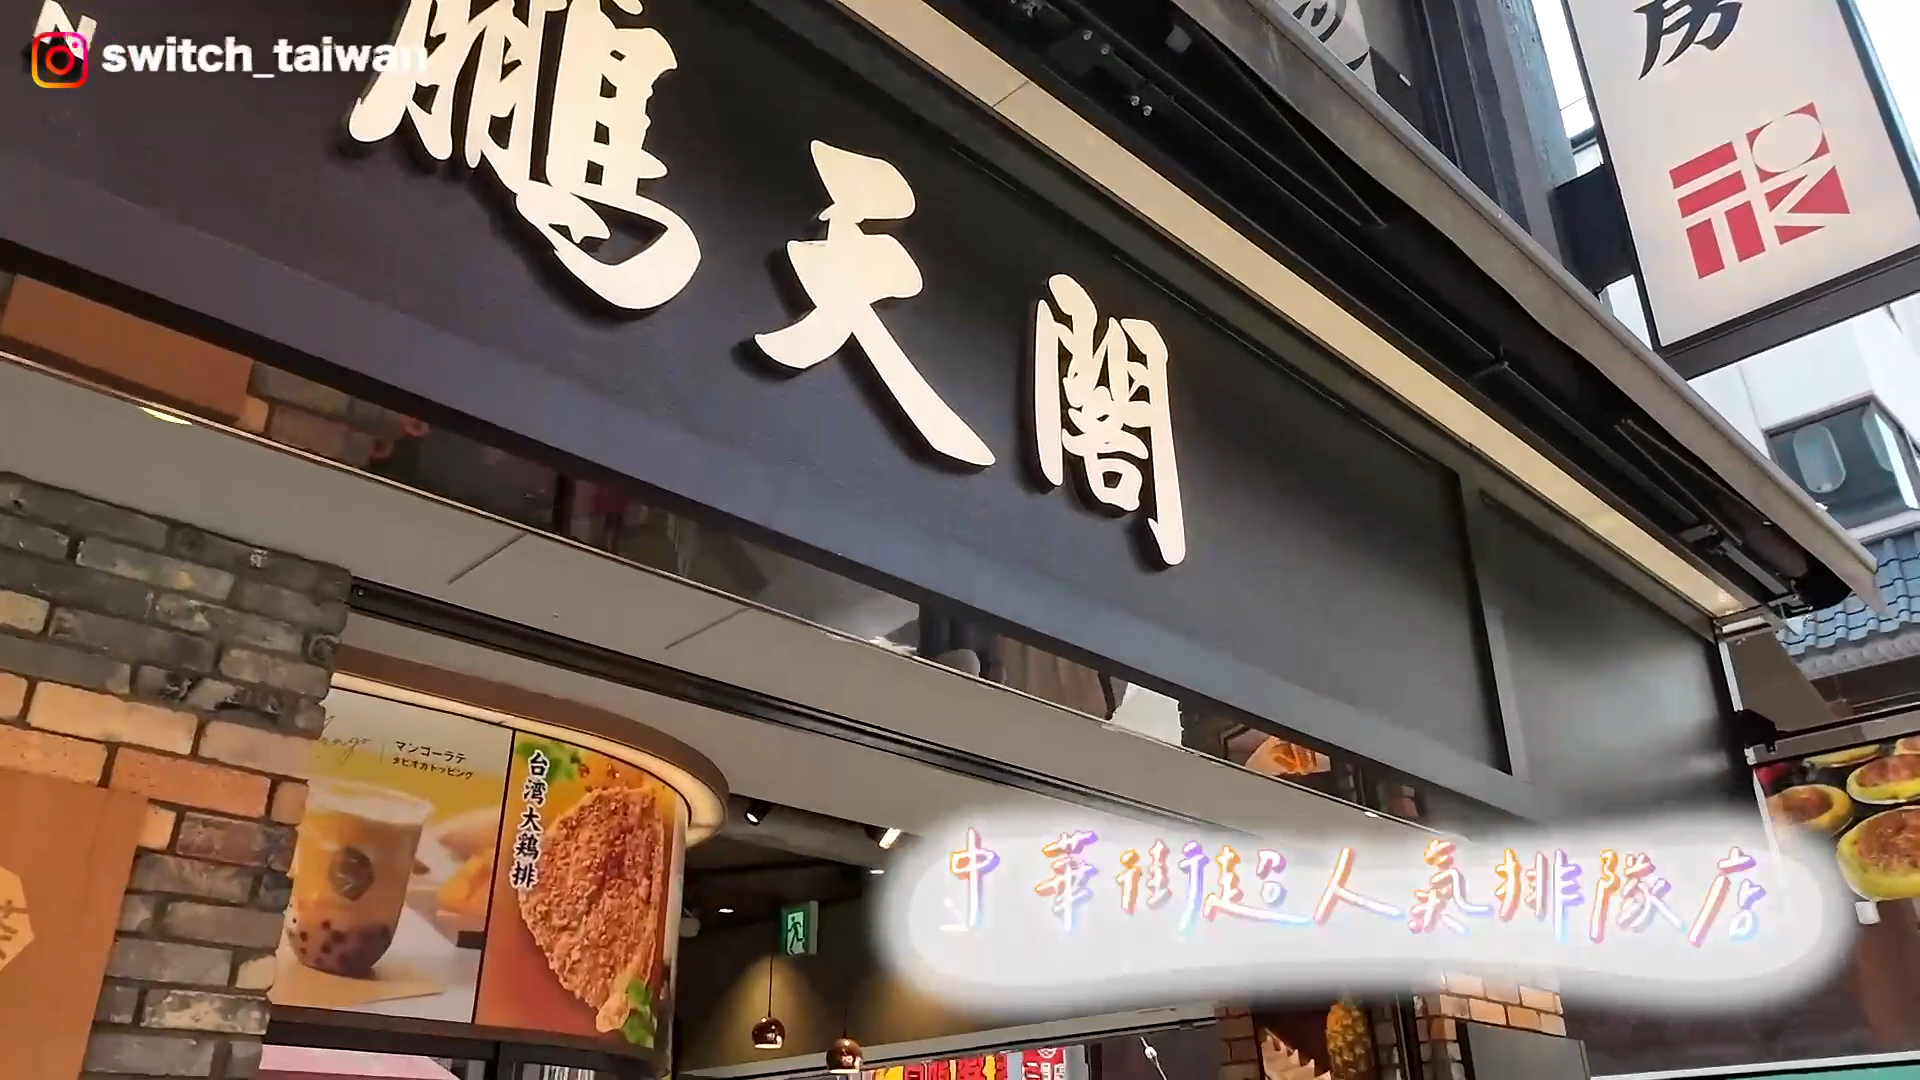 switch_taiwan
鵬天閣
房
マンゴーラテ
タピオカトッピング
台湾大鶏排
中華街超人氣排隊店